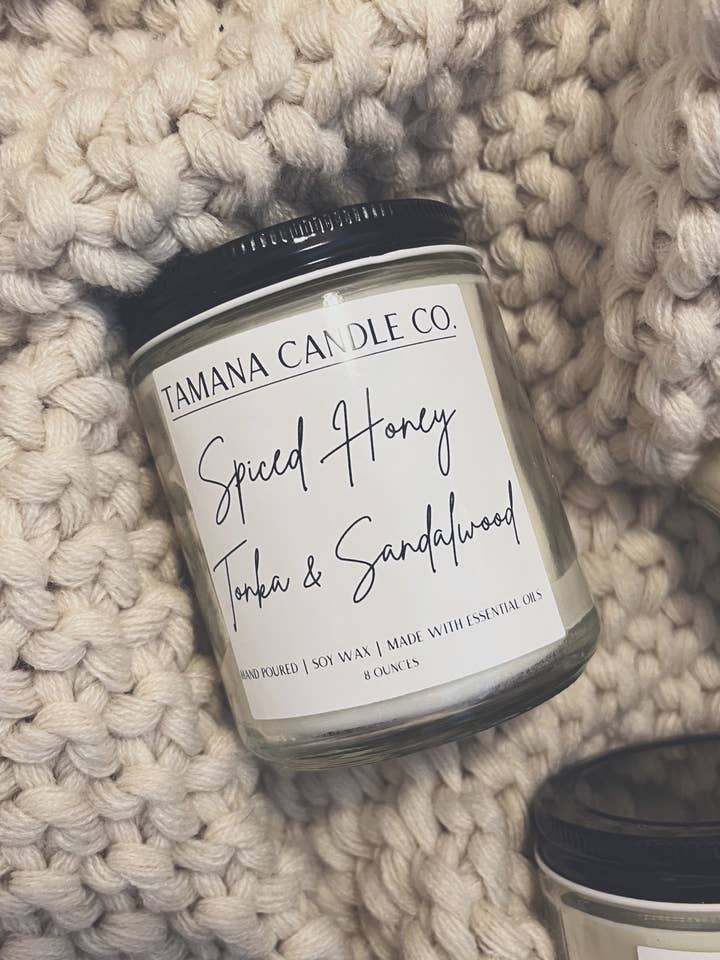 TAMANA CANDLE CO.
Spiced Honey
Tonka & Sandalwood
HAND POURED | SOY WAX | MADE WITH ESSENTIAL OILS
8 OUNCES